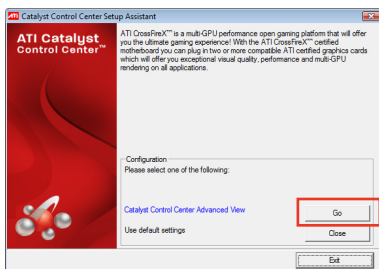 Catalyst Control Center Setup Assistant
ATI Catalyst
Control Center™
ATI CrossFireX™ is a multi-GPU performance open gaming platform that will offer
you the ultimate gaming experience! With the ATI CrossFireX™ certified
motherboard you can plug in two or more compatible ATI certified graphics cards
which will offer you exceptional visual quality, performance and multi-GPU
rendering on all applications.
Configuration
Please select one of the following:
Catalyst Control Center Advanced View
Go
Use default settings
Close
Exit